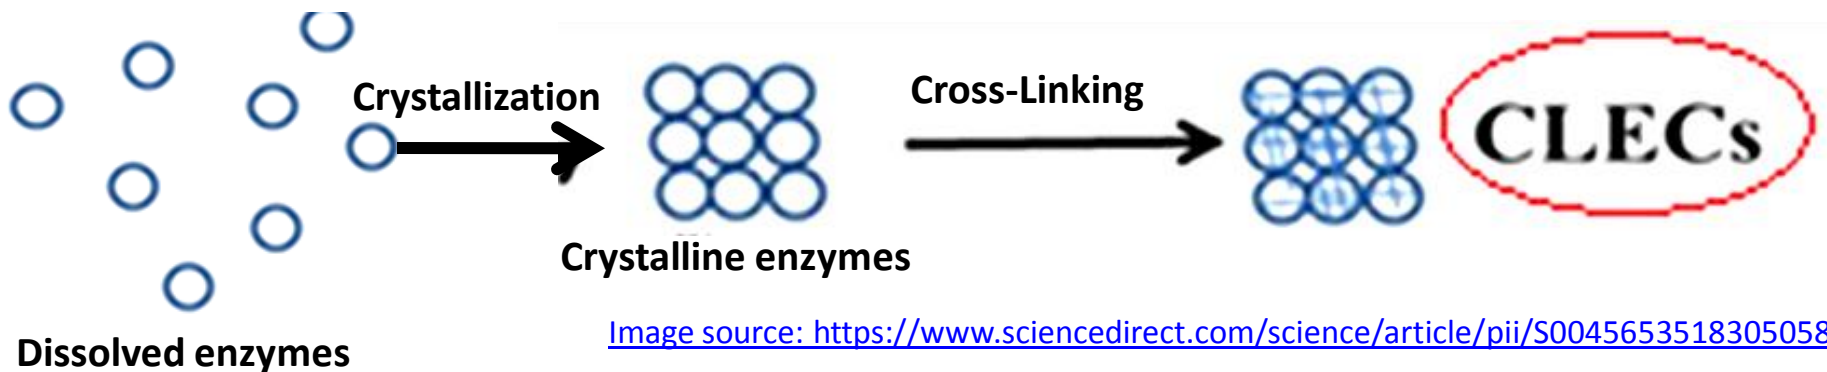 Crystallization
Cross-Linking
CLECs
Crystalline enzymes
Dissolved enzymes
Image source: https://www.sciencedirect.com/science/article/pii/S0045653518305058